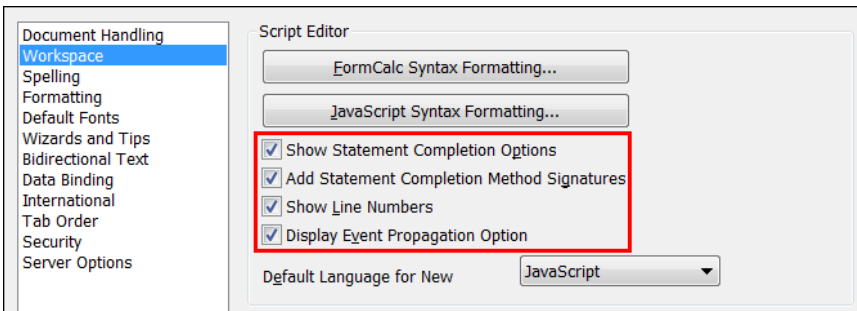 Document Handling
Workspace
Spelling
Formatting
Default Fonts
Wizards and Tips
Bidirectional Text
Data Binding
International
Tab Order
Security
Server Options
Script Editor
FormCalc Syntax Formatting...
JavaScript Syntax Formatting...
Show Statement Completion Options
Add Statement Completion Method Signatures
Show Line Numbers
Display Event Propagation Option
Default Language for New
JavaScript